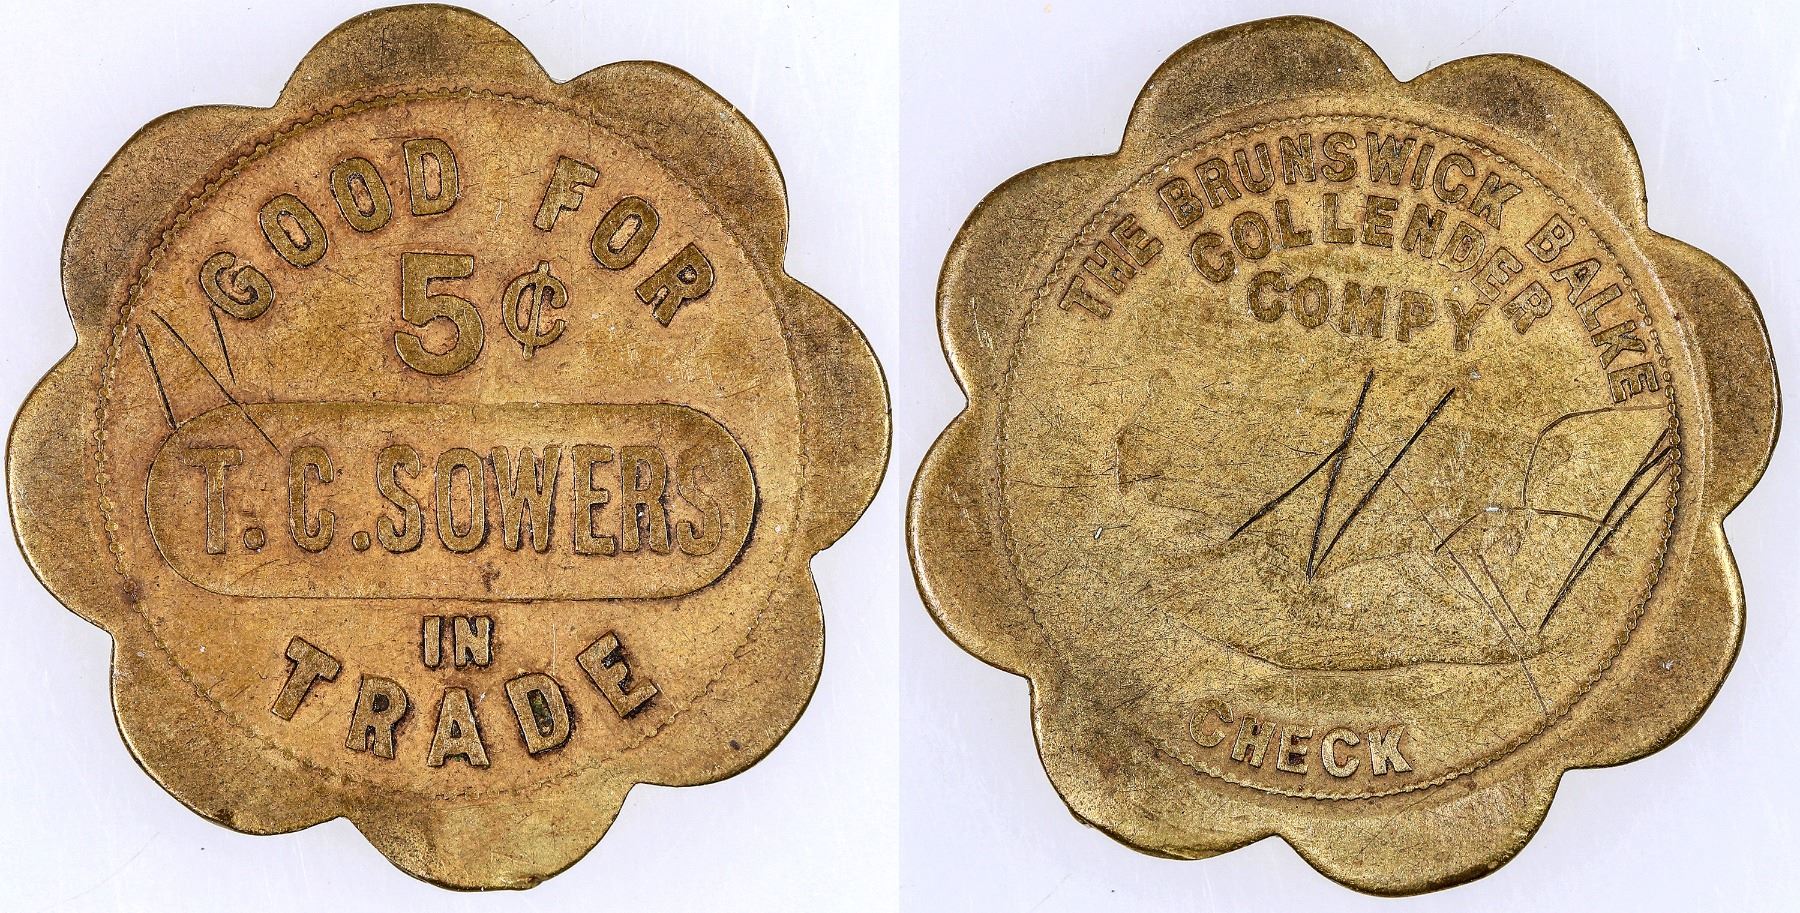 GOOD FOR
5¢
T. C. SOWERS
IN
TRADE
THE BRUNSWICK BALKE
COLLENDER
COMPY
CHECK